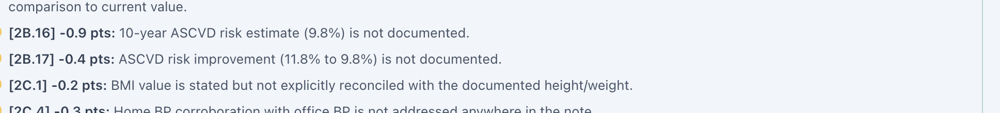 comparison to current value.
[2B.16] -0.9 pts: 10-year ASCVD risk estimate (9.8%) is not documented.
[2B.17] -0.4 pts: ASCVD risk improvement (11.8% to 9.8%) is not documented.
[2C.1] -0.2 pts: BMI value is stated but not explicitly reconciled with the documented height/weight.
[2C.4] -0.3 pts: Home BP corroboration with office BP is not addressed anywhere in the note.